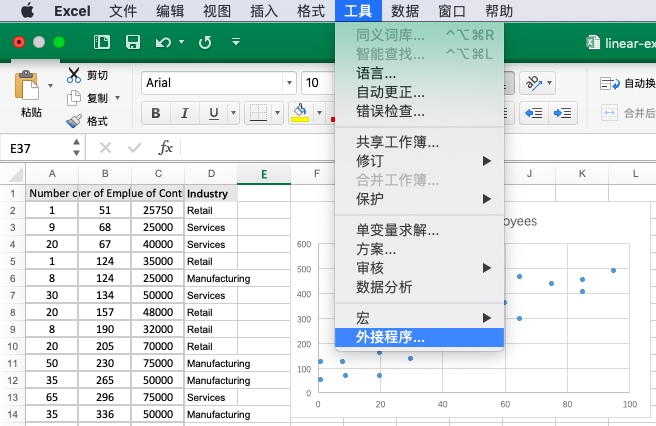 Excel 文件 编辑 视图 插入 格式 工具 数据 窗口 帮助
linear-ex
剪切
复制
格式
粘贴
Arial 10
B I U
自动换
合并后
E37 fx
A B C D E F J K L
1 Number o er of Emplu e of Conti Industry
2 1 51 25750 Retail
3 9 68 25000 Services
4 20 67 40000 Services
5 1 124 35000 Retail
6 8 124 25000 Manufacturing
7 30 134 50000 Services
8 20 157 48000 Retail
9 8 190 32000 Retail
10 20 205 70000 Retail
11 50 230 75000 Manufacturing
12 35 265 50000 Manufacturing
13 65 296 75000 Services
14 35 336 50000 Manufacturing
同义词库... ^⌥⌘R
智能查找... ^⌥⌘L
语言...
自动更正...
错误检查...
共享工作簿...
修订
合并工作簿...
保护
单变量求解...
方案...
审核
数据分析
宏
外接程序...
oyees
600
500
400
300
200
100
0
0 20 40 60 80 100